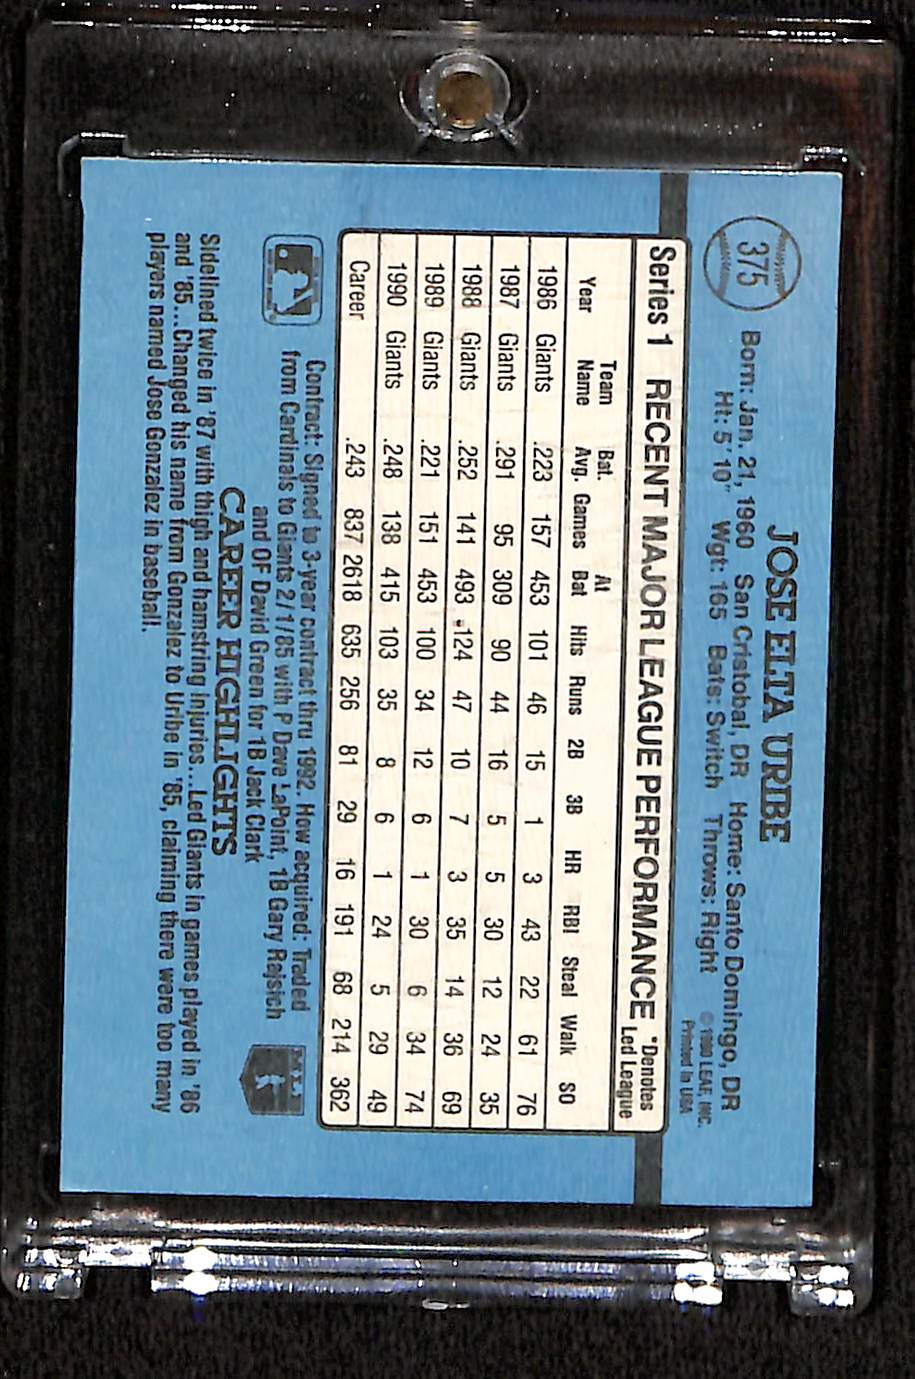 375
JOSE ELTA URIBE
Born: Jan. 21, 1960 San Cristobal, DR Home: Santo Domingo, DR
Ht: 5' 10" Wgt: 165 Bats: Switch Throws: Right
© 1990 LEAF, INC.
Printed in USA
Series 1 RECENT MAJOR LEAGUE PERFORMANCE *Denotes Led League
Year Team Name Bat. Avg. Games At Bat Hits Runs 2B 3B HR RBI Steal Walk SO
1986 Giants .223 157 453 101 46 15 1 3 43 22 61 76
1987 Giants .291 95 309 90 44 16 5 5 30 12 24 35
1988 Giants .252 141 493 124 47 10 7 3 35 14 36 69
1989 Giants .221 151 453 100 34 12 6 1 30 6 34 74
1990 Giants .248 138 415 103 35 8 6 1 24 5 29 49
Career .243 837 2618 635 256 81 29 16 191 68 214 362
Contract: Signed to 3-year contract thru 1992. How acquired: Traded
from Cardinals to Giants 2/1/85 with P Dave LaPoint, 1B Gary Rajsich
and OF David Green for 1B Jack Clark
MLP
CAREER HIGHLIGHTS
Sidelined twice in '87 with thigh and hamstring injuries...Led Giants in games played in '86
and '85...Changed his name from Gonzalez to Uribe in '85, claiming there were too many
players named Jose Gonzalez in baseball.